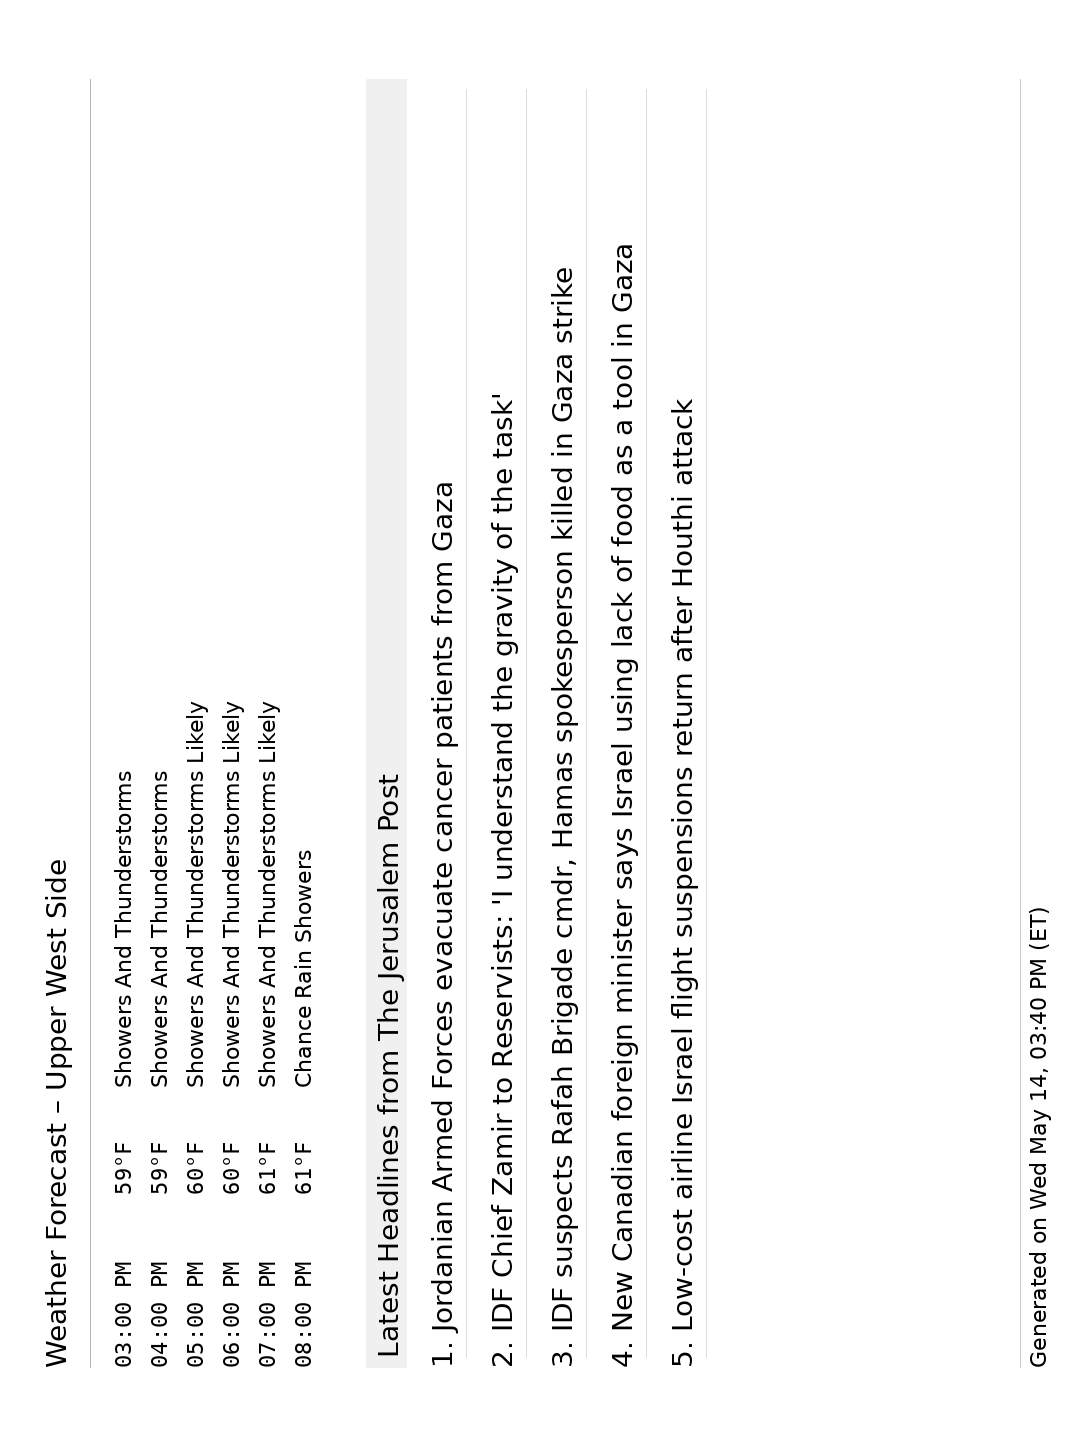 Weather Forecast – Upper West Side
03:00 PM 59°F Showers And Thunderstorms
04:00 PM 59°F Showers And Thunderstorms
05:00 PM 60°F Showers And Thunderstorms Likely
06:00 PM 60°F Showers And Thunderstorms Likely
07:00 PM 61°F Showers And Thunderstorms Likely
08:00 PM 61°F Chance Rain Showers
Latest Headlines from The Jerusalem Post
1. Jordanian Armed Forces evacuate cancer patients from Gaza
2. IDF Chief Zamir to Reservists: 'I understand the gravity of the task'
3. IDF suspects Rafah Brigade cmdr, Hamas spokesperson killed in Gaza strike
4. New Canadian foreign minister says Israel using lack of food as a tool in Gaza
5. Low-cost airline Israel flight suspensions return after Houthi attack
Generated on Wed May 14, 03:40 PM (ET)